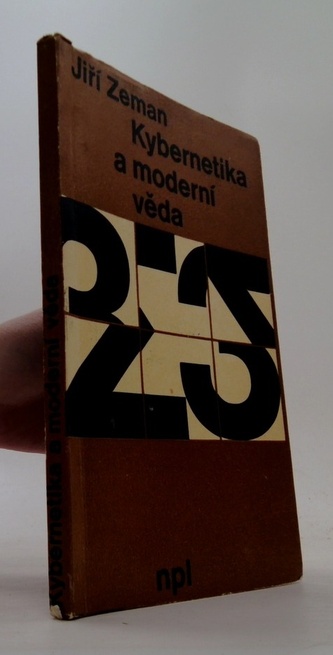 Jiří Zeman
Kybernetika
a moderní
věda
npl
Kybernetika a moderní věda